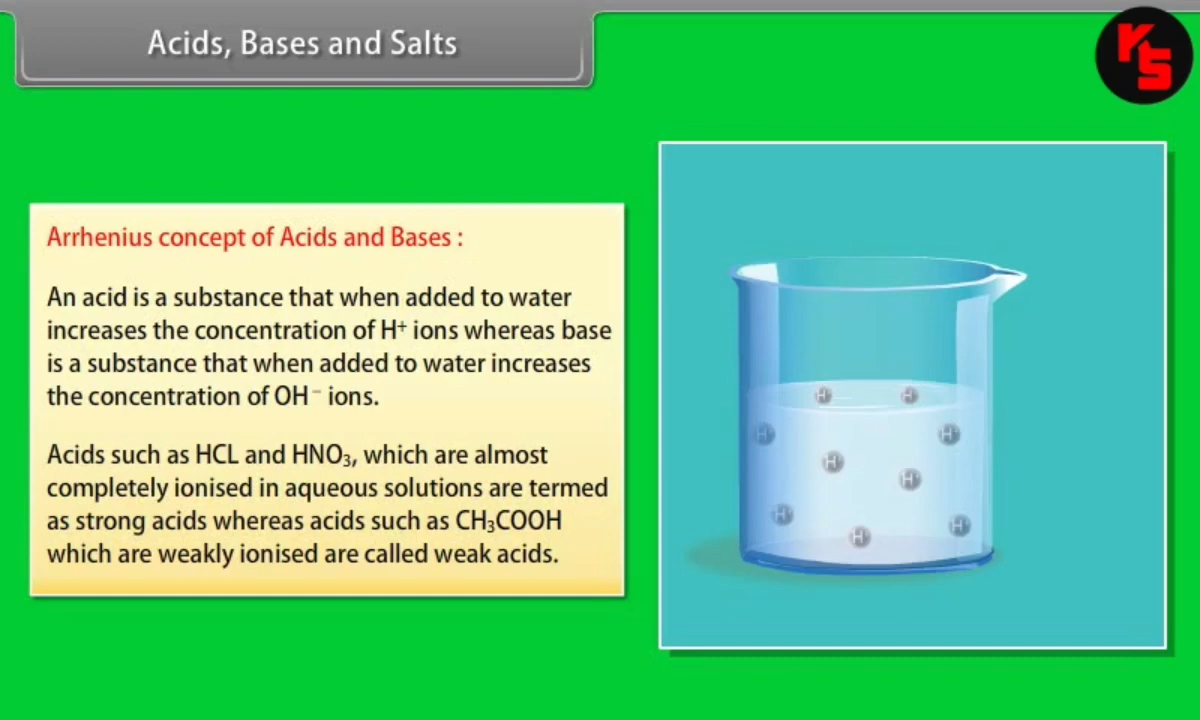 Acids, Bases and Salts
KS
Arrhenius concept of Acids and Bases :
An acid is a substance that when added to water
increases the concentration of H⁺ ions whereas base
is a substance that when added to water increases
the concentration of OH⁻ ions.
Acids such as HCL and HNO₃, which are almost
completely ionised in aqueous solutions are termed
as strong acids whereas acids such as CH₃COOH
which are weakly ionised are called weak acids.
H⁺ H⁺
H⁺ H⁺
H⁺ H⁺
H⁺ H⁺
H⁺